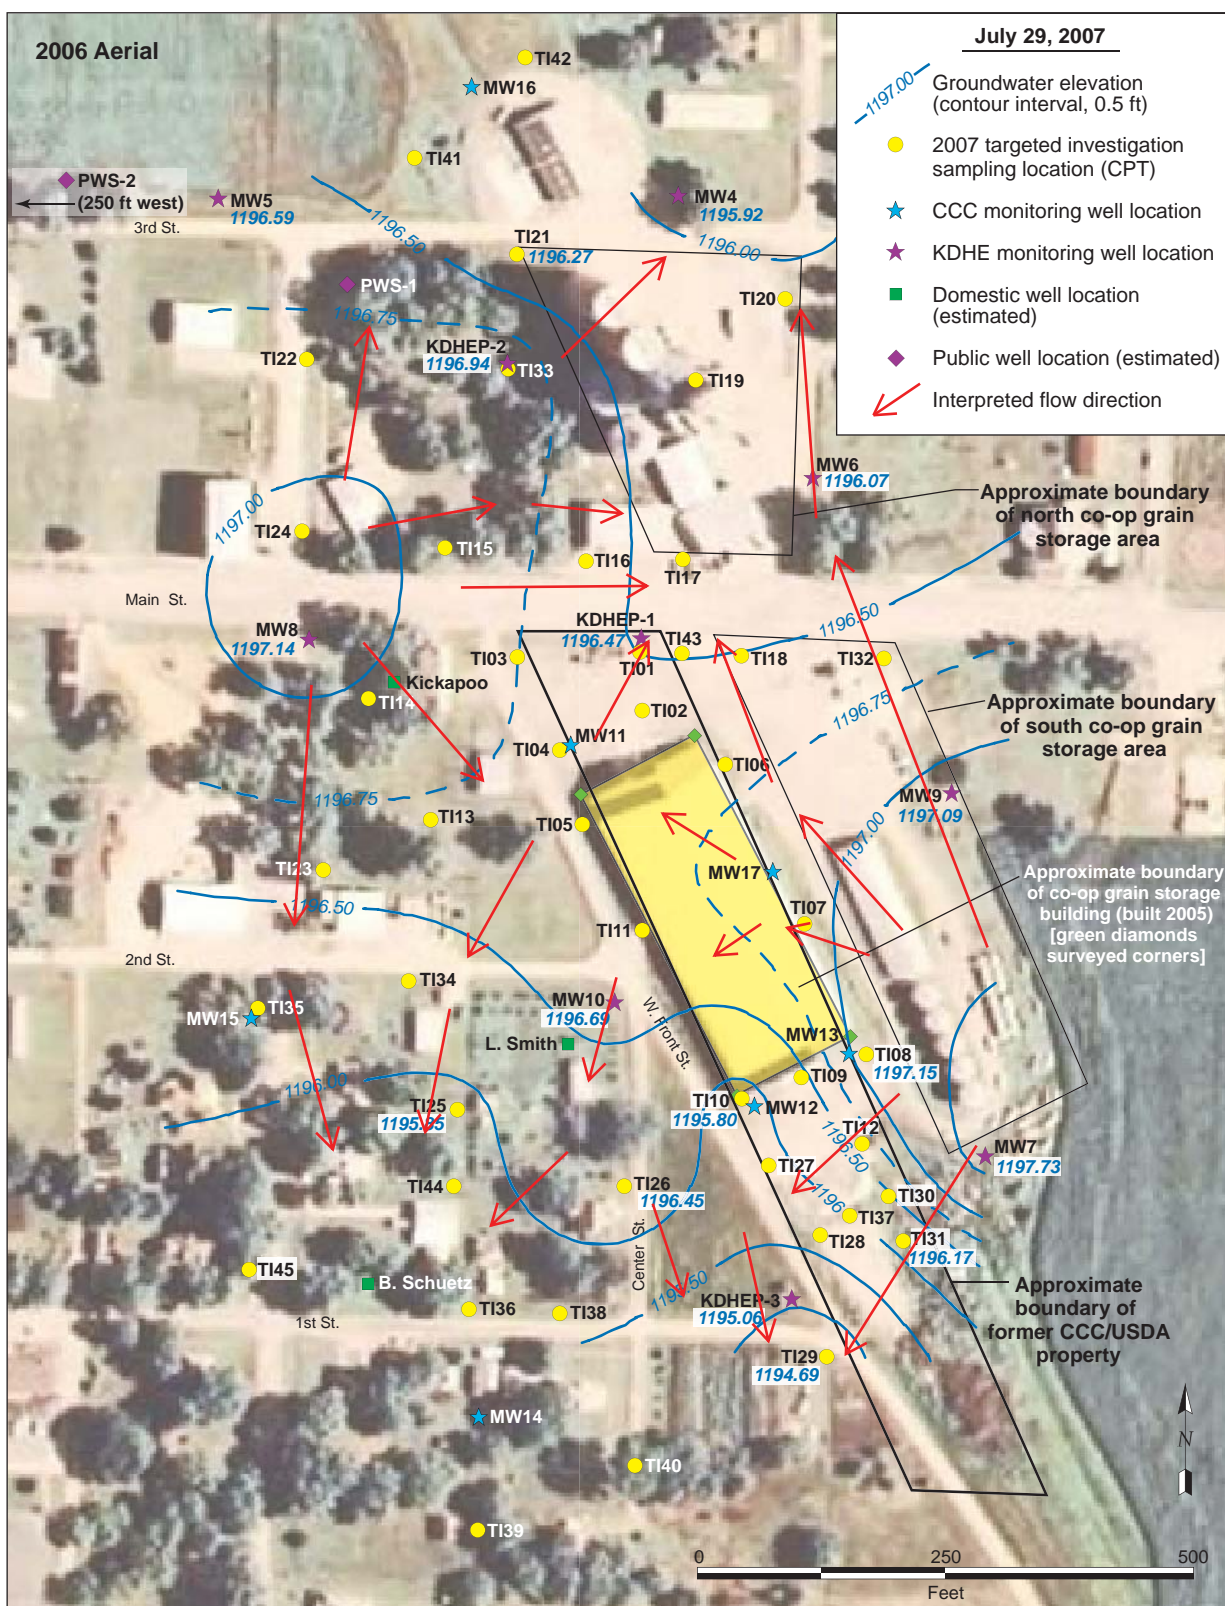 2006 Aerial
July 29, 2007
1197.00
Groundwater elevation
(contour interval, 0.5 ft)
2007 targeted investigation
sampling location (CPT)
CCC monitoring well location
KDHE monitoring well location
Domestic well location
(estimated)
Public well location (estimated)
Interpreted flow direction
TI42
MW16
TI41
PWS-2
(250 ft west)
MW5
1196.59
3rd St.
1196.50
MW4
1195.92
1196.00
TI21
1196.27
PWS-1
TI20
1196.75
KDHEP-2
1196.94
TI33
TI22
TI19
MW6
1196.07
Approximate boundary
of north co-op grain
storage area
1197.00
TI24
TI15
TI16
TI17
Main St.
1196.50
MW8
1197.14
KDHEP-1
1196.47
TI43
TI03
TI01
TI18
TI32
Kickapoo
TI14
TI02
1196.75
Approximate boundary
of south co-op grain
storage area
MW11
TI04
TI06
1196.75
MW9
1197.09
TI13
TI05
1197.00
TI23
MW17
Approximate boundary
of co-op grain storage
building (built 2005)
[green diamonds
surveyed corners]
1196.50
TI07
TI11
2nd St.
TI34
MW10
1196.69
W. Front St.
TI35
MW15
MW13
L. Smith
TI08
1197.15
1196.00
TI09
TI25
1195.95
TI10
1195.80
MW12
TI12
1196.50
MW7
1197.73
TI27
TI44
TI26
1196.45
TI30
1196
TI37
TI28
TI31
1196.17
Center St.
TI45
B. Schuetz
1195.50
KDHEP-3
1195.06
Approximate
boundary of
former CCC/USDA
property
TI36
TI38
1st St.
TI29
1194.69
MW14
TI40
TI39
N
0 250 500
Feet